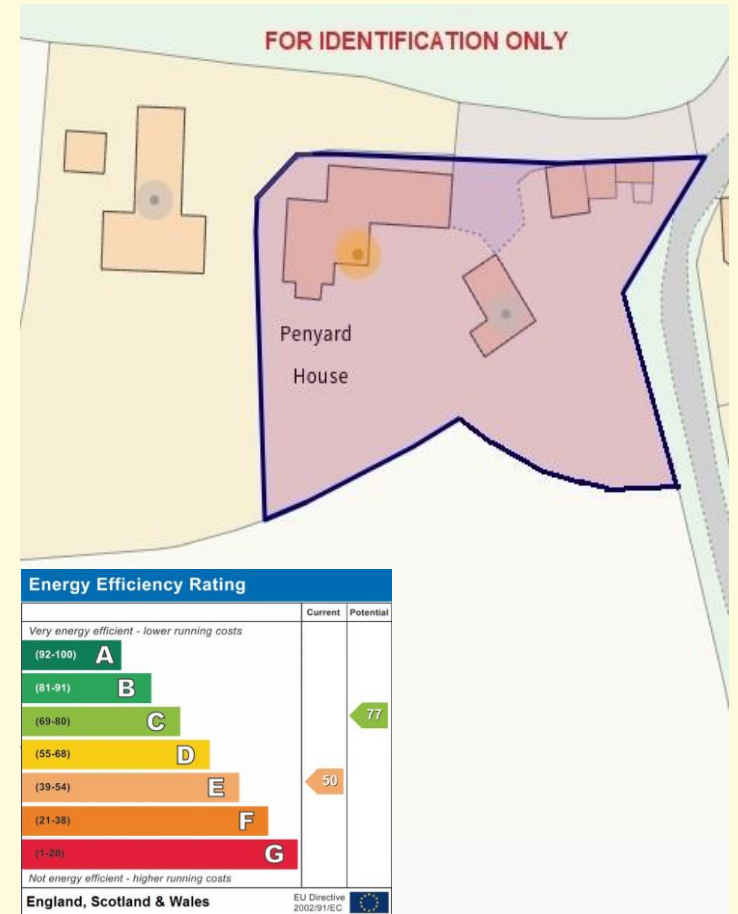 FOR IDENTIFICATION ONLY
Penyard
House
Energy Efficiency Rating
Current Potential
Very energy efficient - lower running costs
(92-100) A
(81-91) B
(69-80) C
77
(55-68) D
(39-54) E
50
(21-38) F
(1-20) G
Not energy efficient - higher running costs
England, Scotland & Wales
EU Directive
2002/91/EC